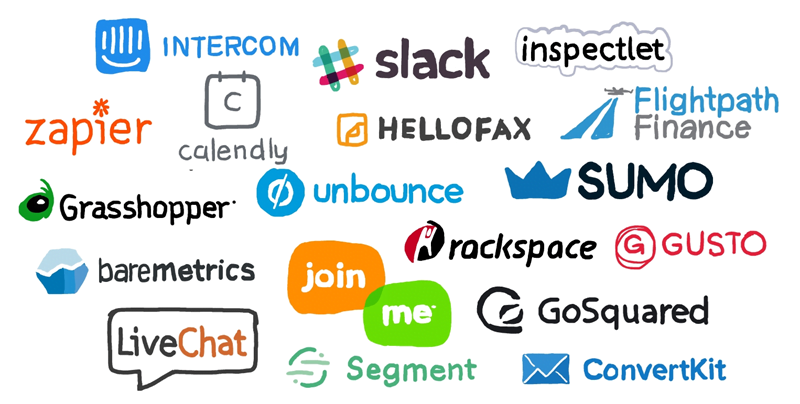 INTERCOM
slack
inspectlet
zapier
C
calendly
HELLOFAX
Flightpath
Finance
Grasshopper
unbounce
SUMO
baremetrics
join
me
rackspace
G GUSTO
LiveChat
GoSquared
Segment
ConvertKit